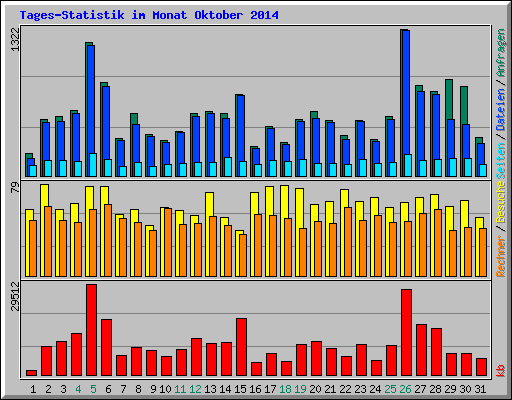 Tages-Statistik im Monat Oktober 2014
1322
Rechner / Besuche Seiten / Dateien / Anfragen
79
29512
kb
1 2 3 4 5 6 7 8 9 10 11 12 13 14 15 16 17 18 19 20 21 22 23 24 25 26 27 28 29 30 31